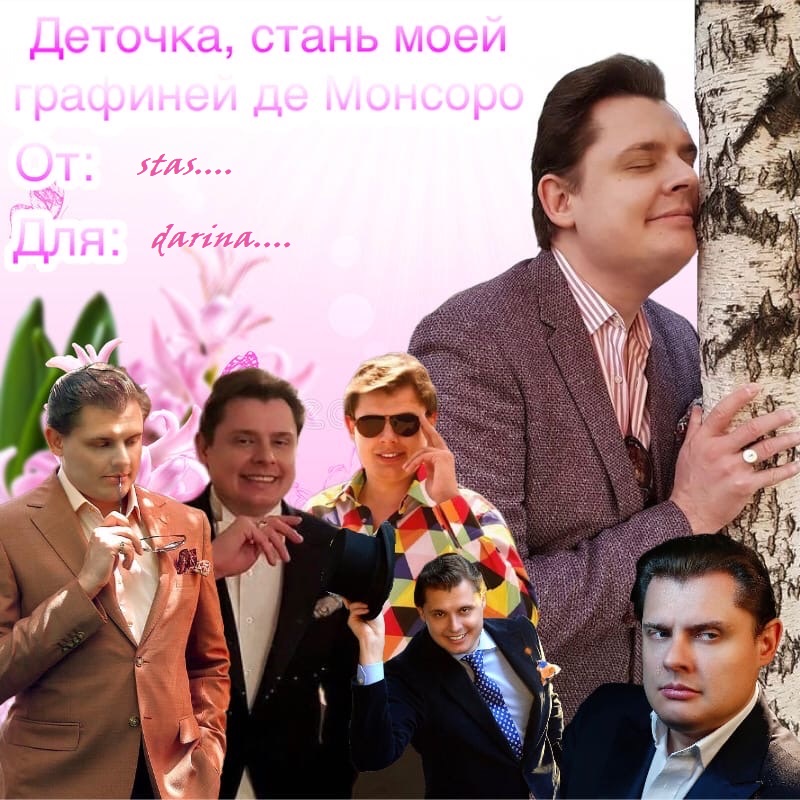 Деточка, стань моей
графиней де Монсоро
От: stas....
Для: darina....